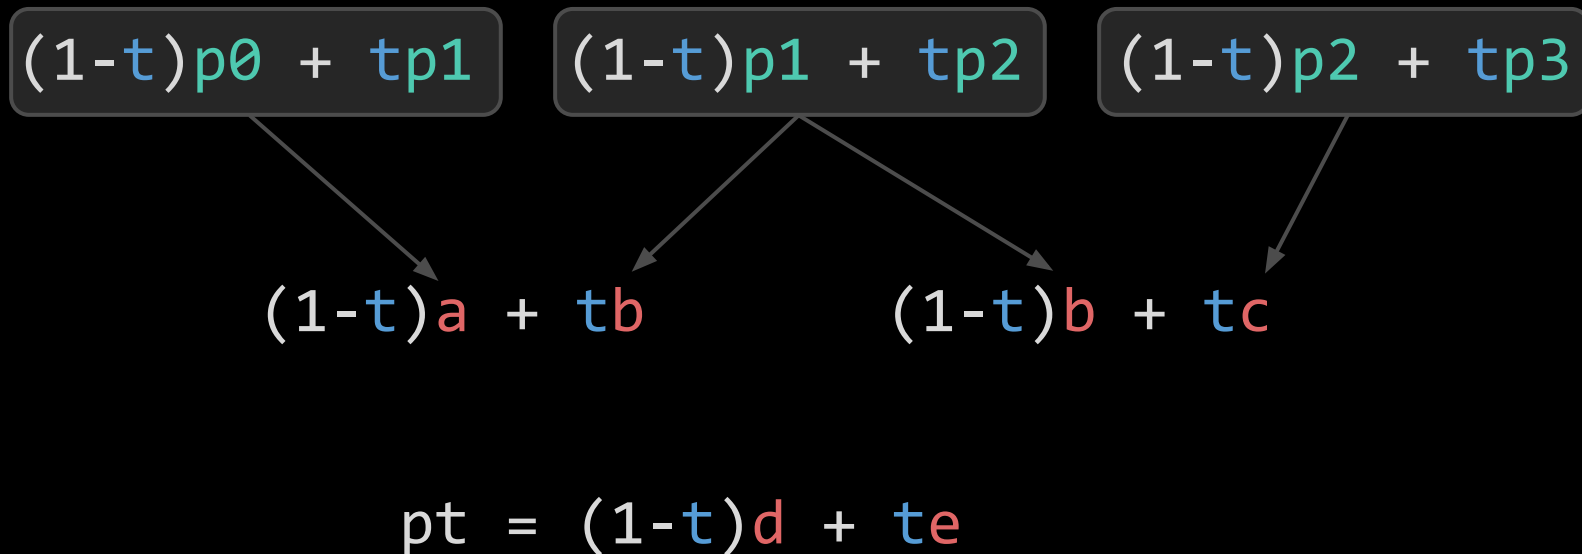 (1-t)p0 + tp1
(1-t)p1 + tp2
(1-t)p2 + tp3
(1-t)a + tb
(1-t)b + tc
pt = (1-t)d + te